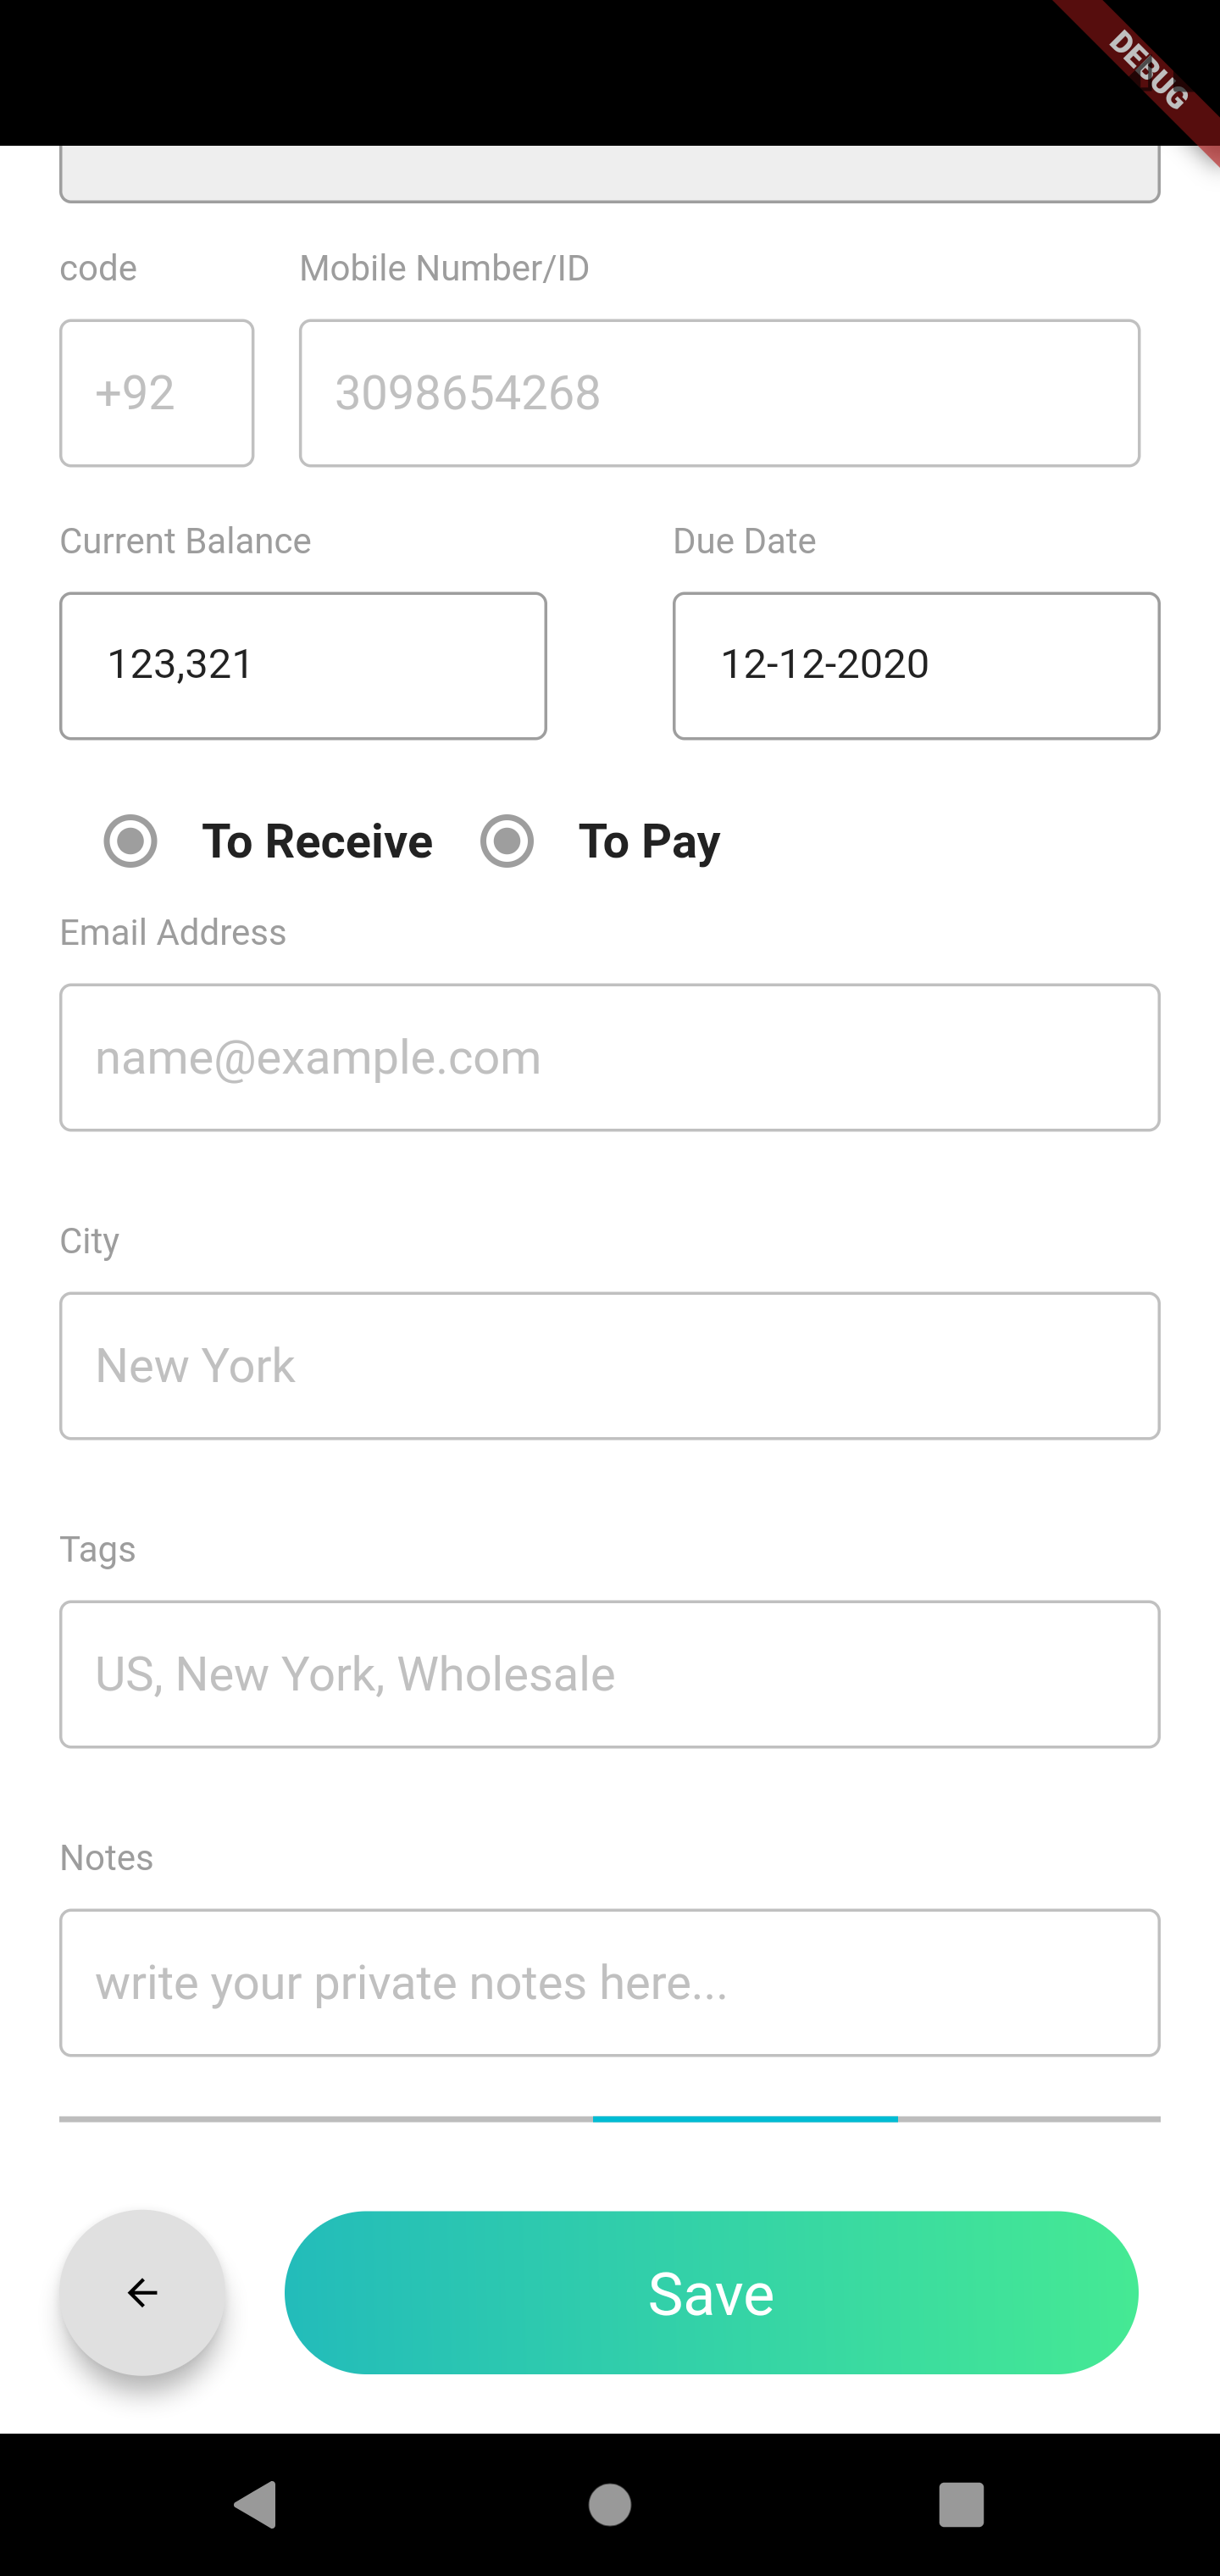 DEBUG
code Mobile Number/ID
+92 3098654268
Current Balance Due Date
123,321 12-12-2020
To Receive To Pay
Email Address
name@example.com
City
New York
Tags
US, New York, Wholesale
Notes
write your private notes here...
Save